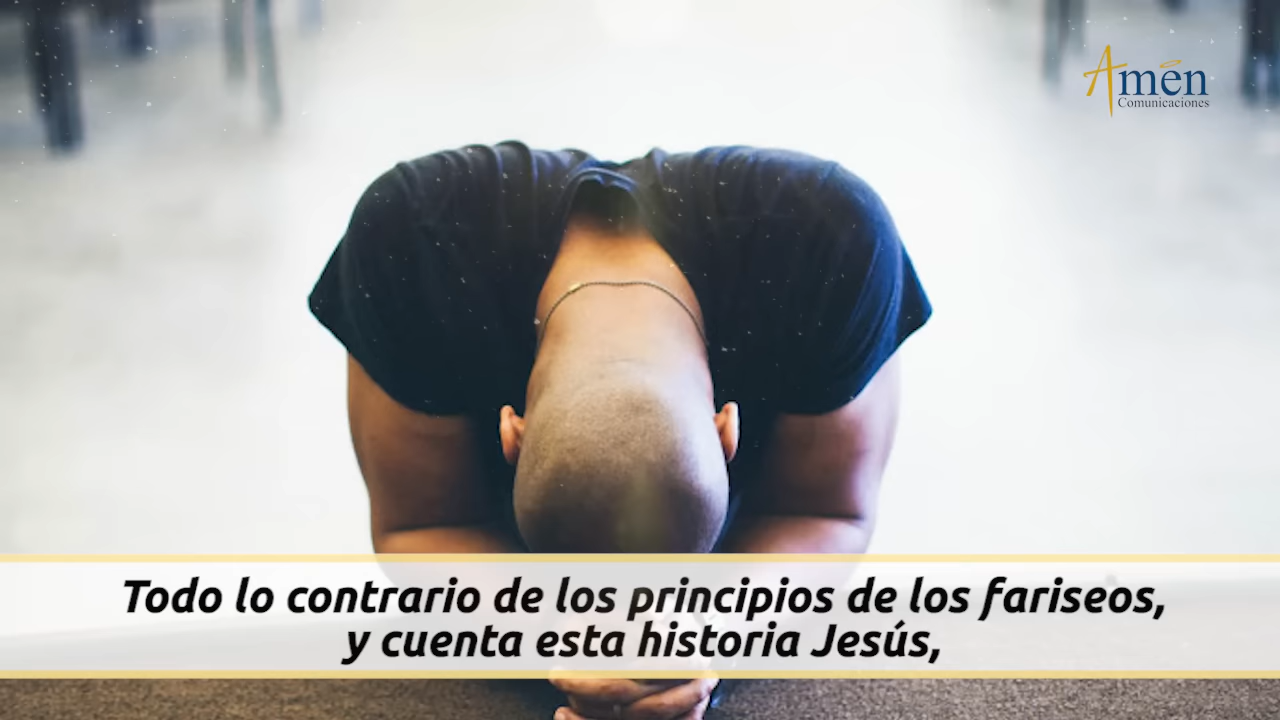 Amén
Comunicaciones
Todo lo contrario de los principios de los fariseos,
y cuenta esta historia Jesús,